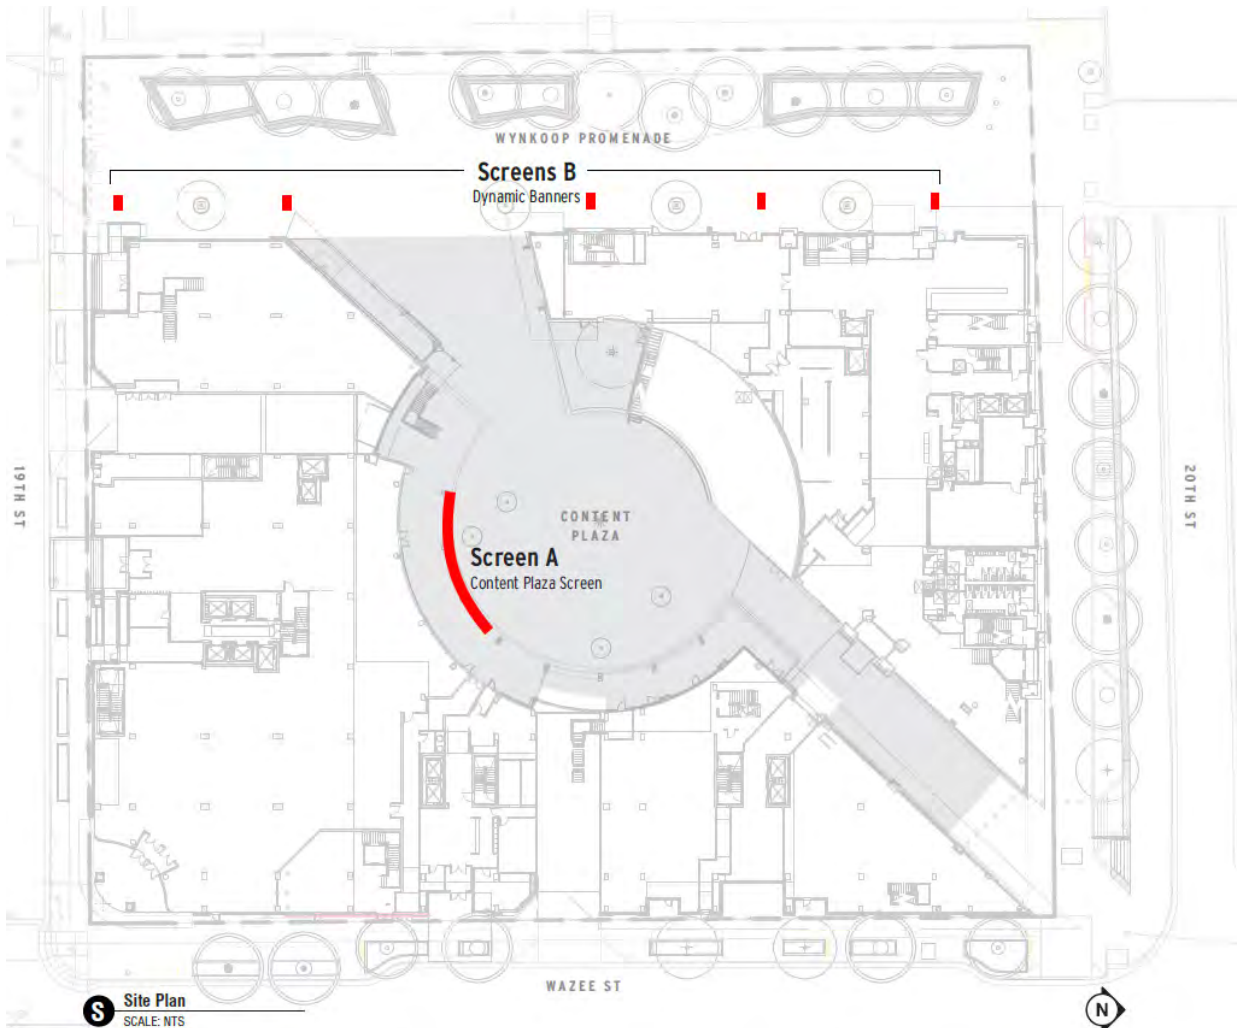 WYNKOOP PROMENADE
Screens B
Dynamic Banners
19TH ST
20TH ST
CONTENT
PLAZA
Screen A
Content Plaza Screen
WAZEE ST
S
Site Plan
SCALE: NTS
N